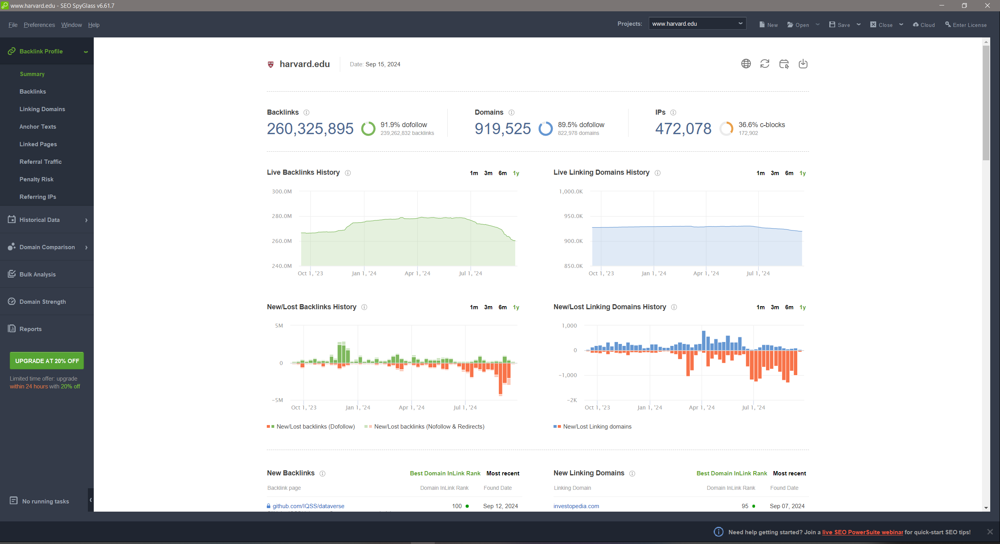 www.harvard.edu - SEO SpyGlass v6.61.7
File Preferences Window Help
Projects: www.harvard.edu New Open Save Close Cloud Enter License
Backlink Profile
Summary
Backlinks
Linking Domains
Anchor Texts
Linked Pages
Referral Traffic
Penalty Risk
Referring IPs
Historical Data
Domain Comparison
Bulk Analysis
Domain Strength
Reports
UPGRADE AT 20% OFF
Limited time offer: upgrade
within 24 hours with 20% off
No running tasks
harvard.edu Date: Sep 15, 2024
Backlinks
260,325,895
91.9% dofollow
239,262,832 backlinks
Domains
919,525
89.5% dofollow
822,978 domains
IPs
472,078
36.6% c-blocks
172,902
Live Backlinks History 1m 3m 6m 1y
300.0M
280.0M
260.0M
240.0M
Oct 1, '23 Jan 1, '24 Apr 1, '24 Jul 1, '24
Live Linking Domains History 1m 3m 6m 1y
1,000.0K
950.0K
900.0K
850.0K
Oct 1, '23 Jan 1, '24 Apr 1, '24 Jul 1, '24
New/Lost Backlinks History 1m 3m 6m 1y
5M
0
-5M
Oct 1, '23 Jan 1, '24 Apr 1, '24 Jul 1, '24
New/Lost backlinks (Dofollow) New/Lost backlinks (Nofollow & Redirects)
New/Lost Linking Domains History 1m 3m 6m 1y
1,000
0
-1,000
-2K
Oct 1, '23 Jan 1, '24 Apr 1, '24 Jul 1, '24
New/Lost Linking domains
New Backlinks Best Domain InLink Rank Most recent
Backlink page Domain InLink Rank Found Date
github.com/IQSS/dataverse 100 Sep 12, 2024
New Linking Domains Best Domain InLink Rank Most recent
Linking Domain Domain InLink Rank Found Date
investopedia.com 95 Sep 07, 2024
Need help getting started? Join a live SEO PowerSuite webinar for quick-start SEO tips!